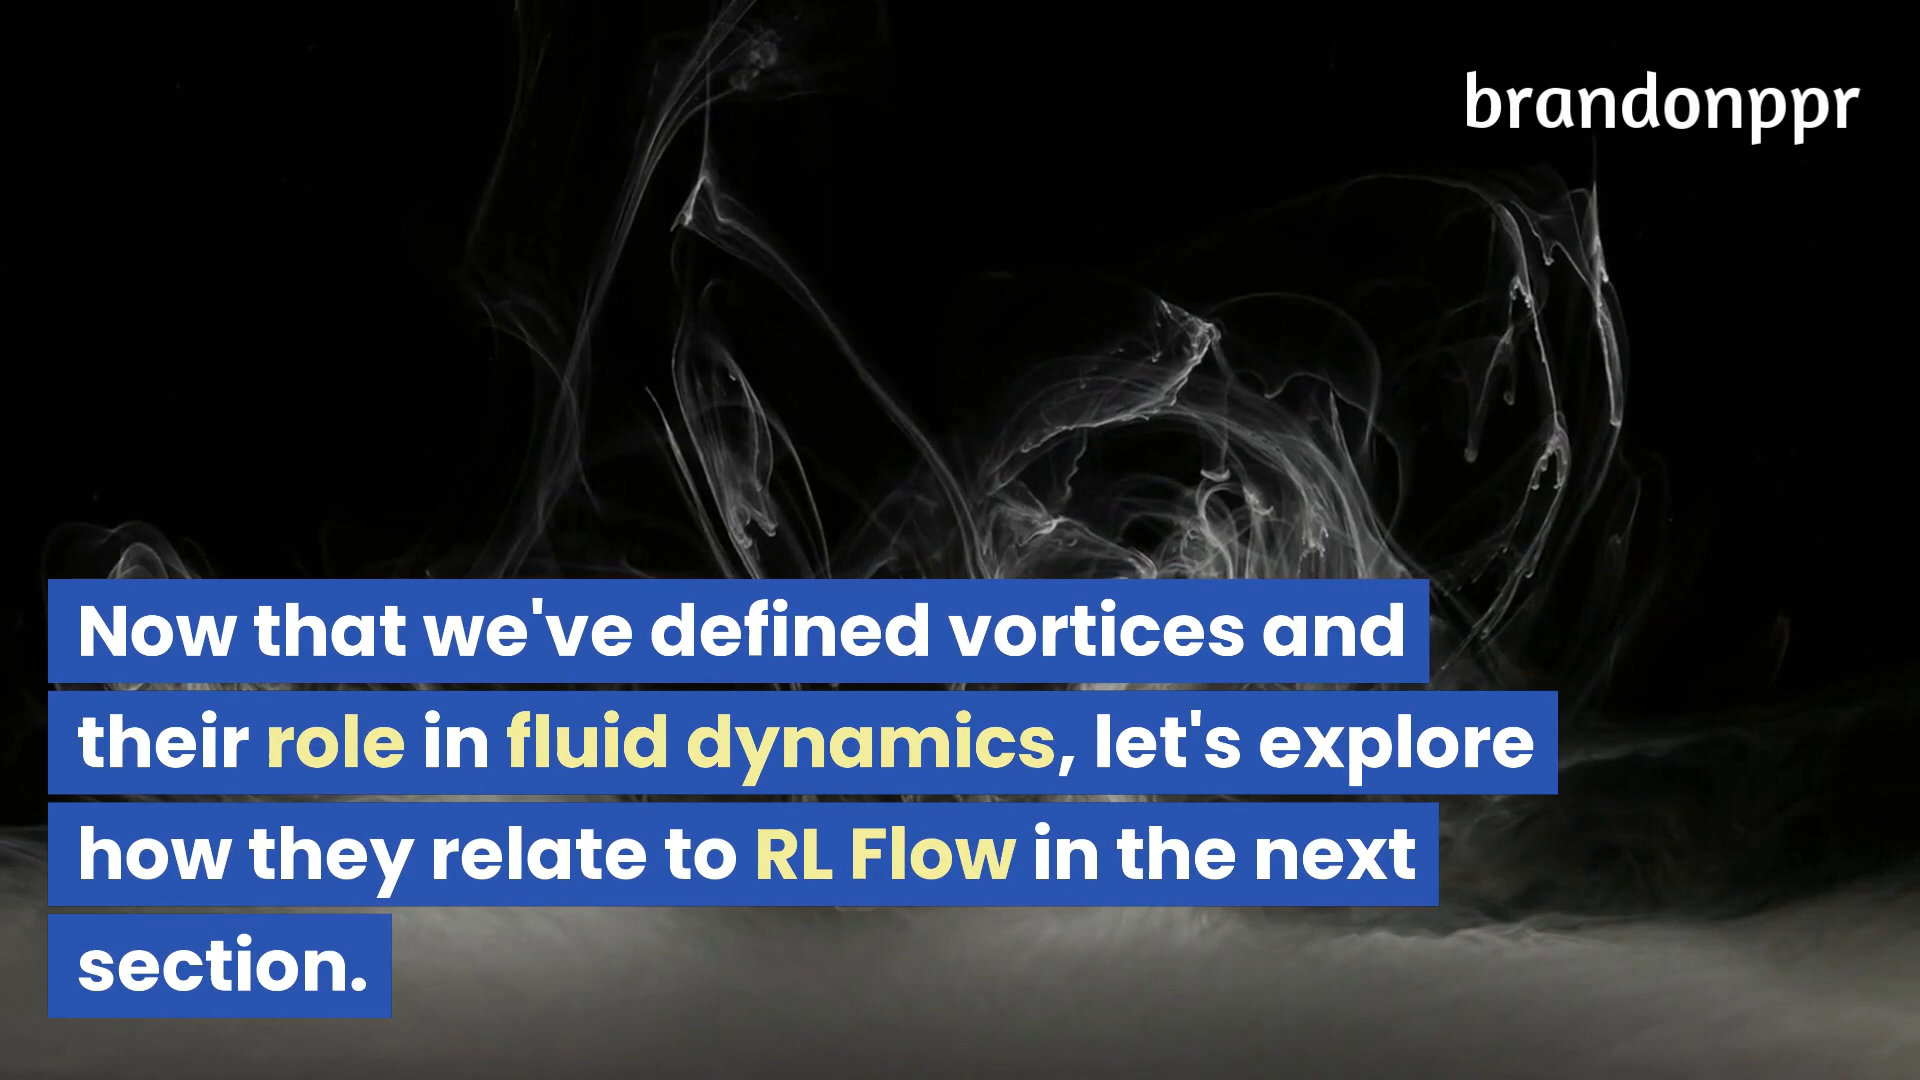 brandonppr
Now that we've defined vortices and
their role in fluid dynamics, let's explore
how they relate to RL Flow in the next
section.